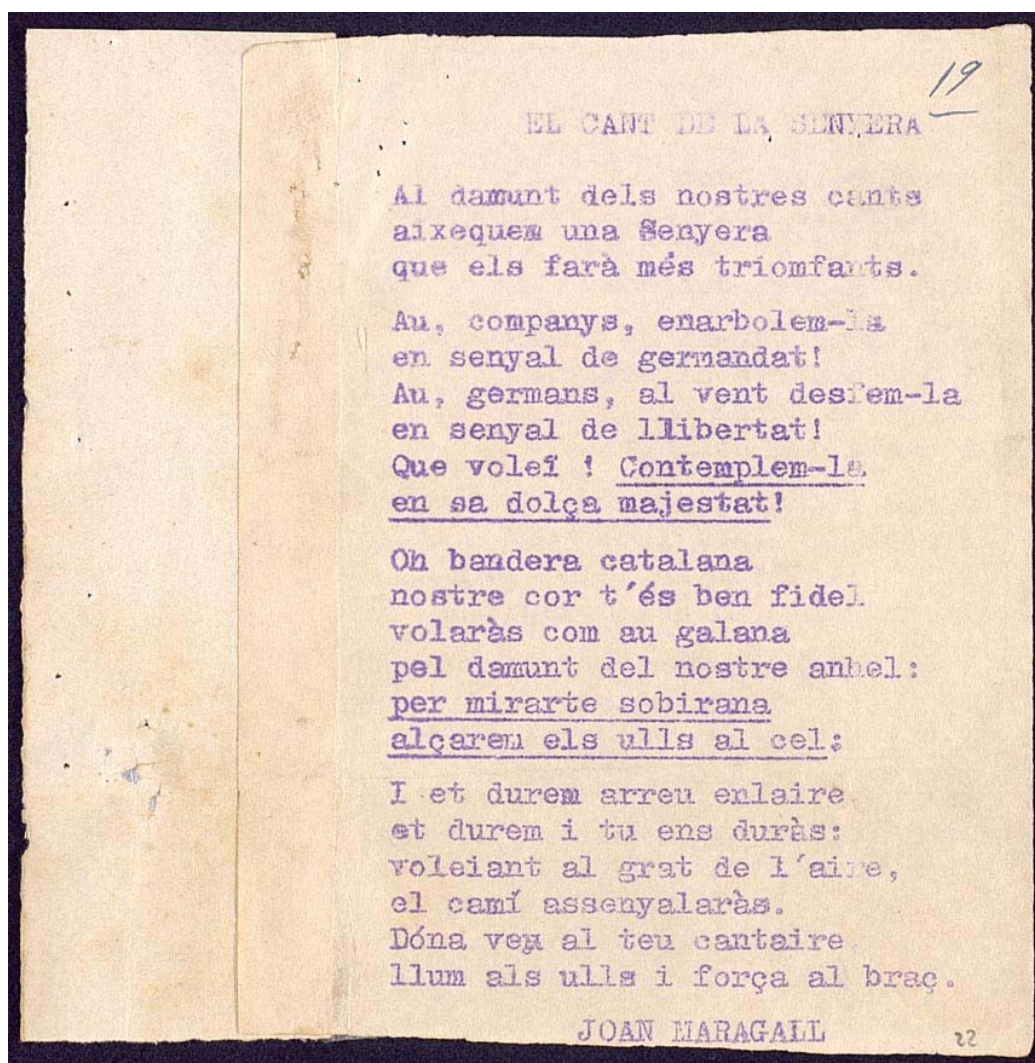 19
EL CANT DE LA SENYERA
Al damunt dels nostres cants
aixequem una Senyera
que els farà més triomfants.
Au, companys, enarbolem-la
en senyal de germandat!
Au, germans, al vent desfem-la
en senyal de llibertat!
Que voleï ! Contemplem-la
en sa dolça majestat!
Oh bandera catalana
nostre cor t'és ben fidel
volaràs com au galana
pel damunt del nostre anhel:
per mirarte sobirana
alçarem els ulls al cel:
I et durem arreu enlaire
et durem i tu ens duràs:
voleiant al grat de l'aire,
el camí assenyalaràs.
Dóna veu al teu cantaire
llum als ulls i força al braç.
JOAN MARAGALL
22